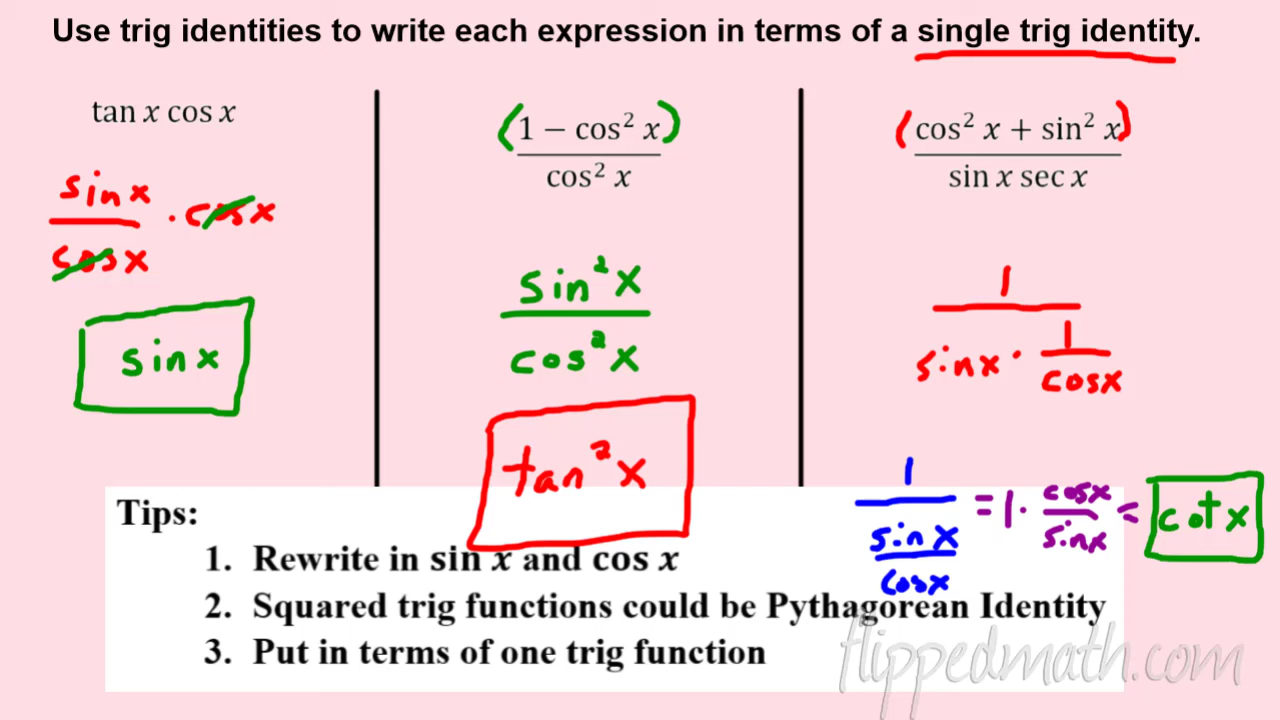 Use trig identities to write each expression in terms of a single trig identity.
tan x cos x
sin x
cos x
· cos x
sin x
(1 − cos² x)
cos² x
sin² x
cos² x
tan² x
(cos² x + sin² x)
sin x sec x
1
sin x · 1
cos x
1
sin x
cos x
= 1 · cos x
sin x
= cot x
Tips:
1. Rewrite in sin x and cos x
2. Squared trig functions could be Pythagorean Identity
3. Put in terms of one trig function
flippedmath.com